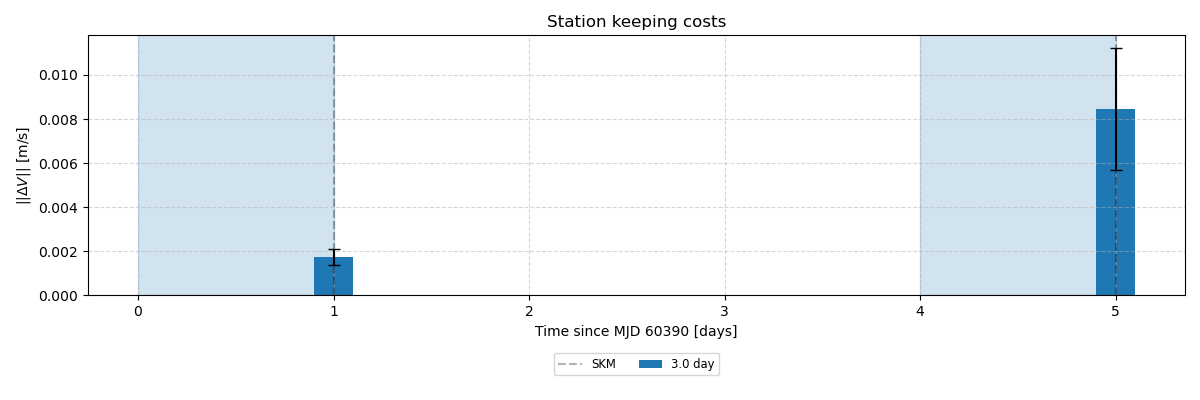 Station keeping costs
||ΔV|| [m/s]
0.010
0.008
0.006
0.004
0.002
0.000
0 1 2 3 4 5
Time since MJD 60390 [days]
SKM 3.0 day